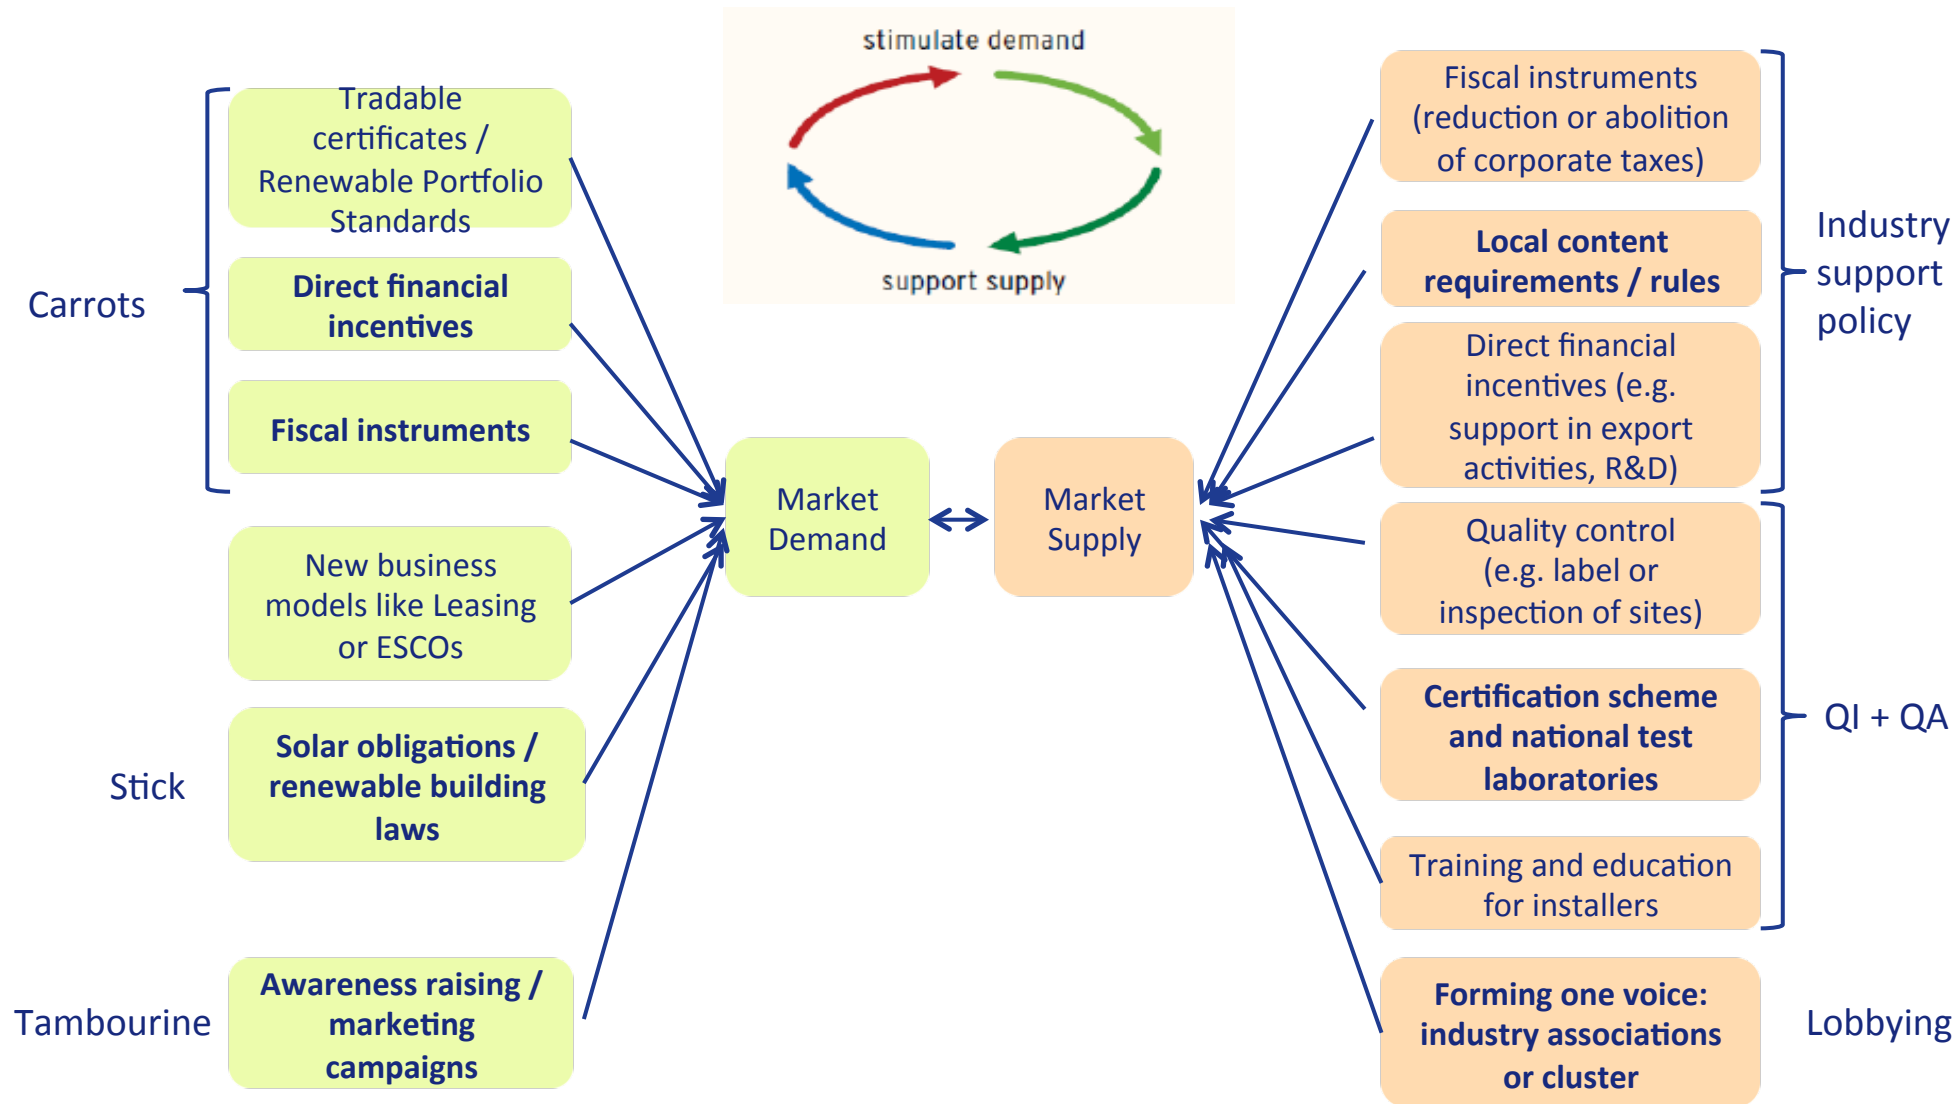 stimulate demand
support supply
Carrots
Tradable
certificates /
Renewable Portfolio
Standards
Direct financial
incentives
Fiscal instruments
New business
models like Leasing
or ESCOs
Stick
Solar obligations /
renewable building
laws
Tambourine
Awareness raising /
marketing
campaigns
Market
Demand
Market
Supply
Fiscal instruments
(reduction or abolition
of corporate taxes)
Local content
requirements / rules
Direct financial
incentives (e.g.
support in export
activities, R&D)
Industry
support
policy
Quality control
(e.g. label or
inspection of sites)
Certification scheme
and national test
laboratories
Training and education
for installers
QI + QA
Forming one voice:
industry associations
or cluster
Lobbying